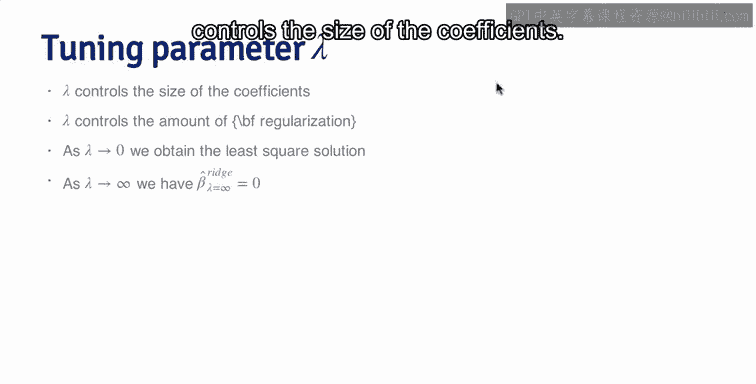 controls the size of the coefficients.
Tuning parameter λ
· λ controls the size of the coefficients
· λ controls the amount of {\bf regularization}
· As λ → 0 we obtain the least square solution
· As λ → ∞ we have β̂^{ridge}_{λ=∞} = 0